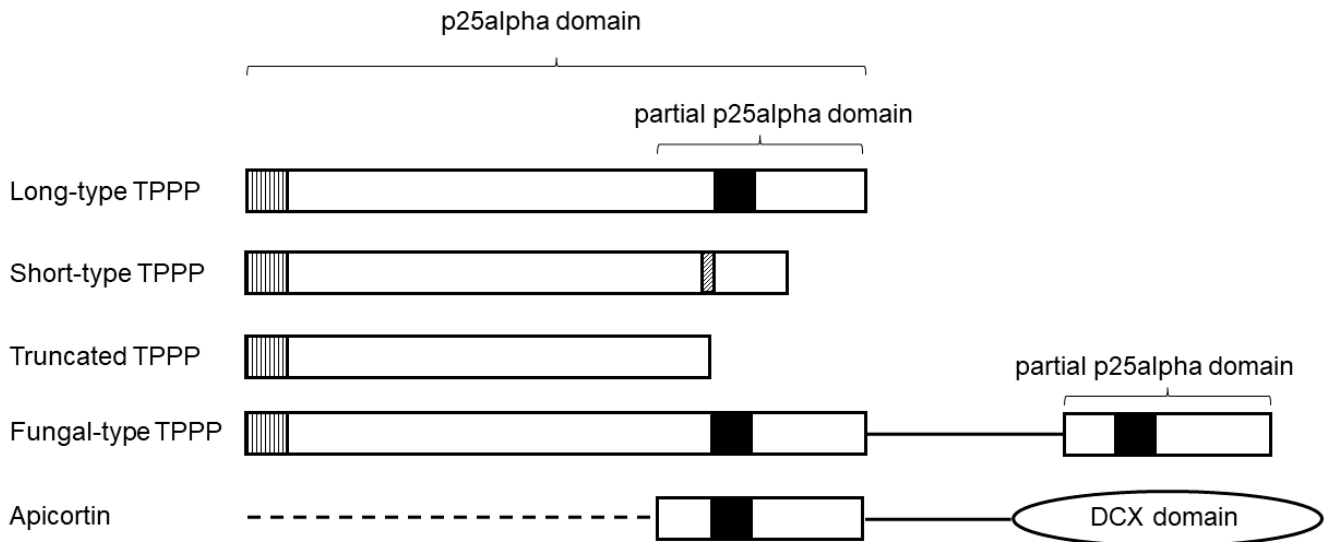 p25alpha domain
partial p25alpha domain
Long-type TPPP
Short-type TPPP
Truncated TPPP
partial p25alpha domain
Fungal-type TPPP
Apicortin
DCX domain